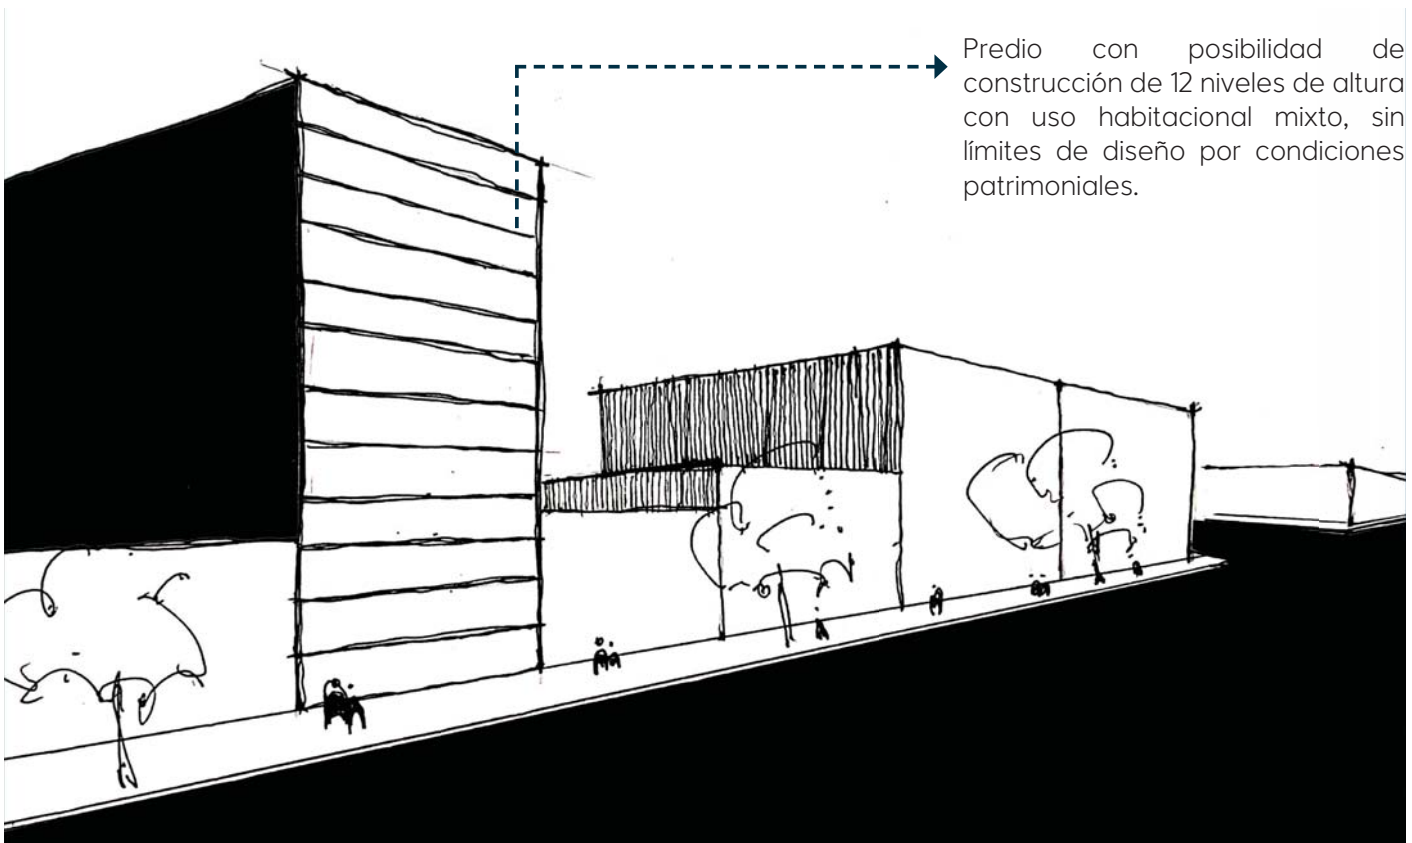 Predio con posibilidad de
construcción de 12 niveles de altura
con uso habitacional mixto, sin
límites de diseño por condiciones
patrimoniales.